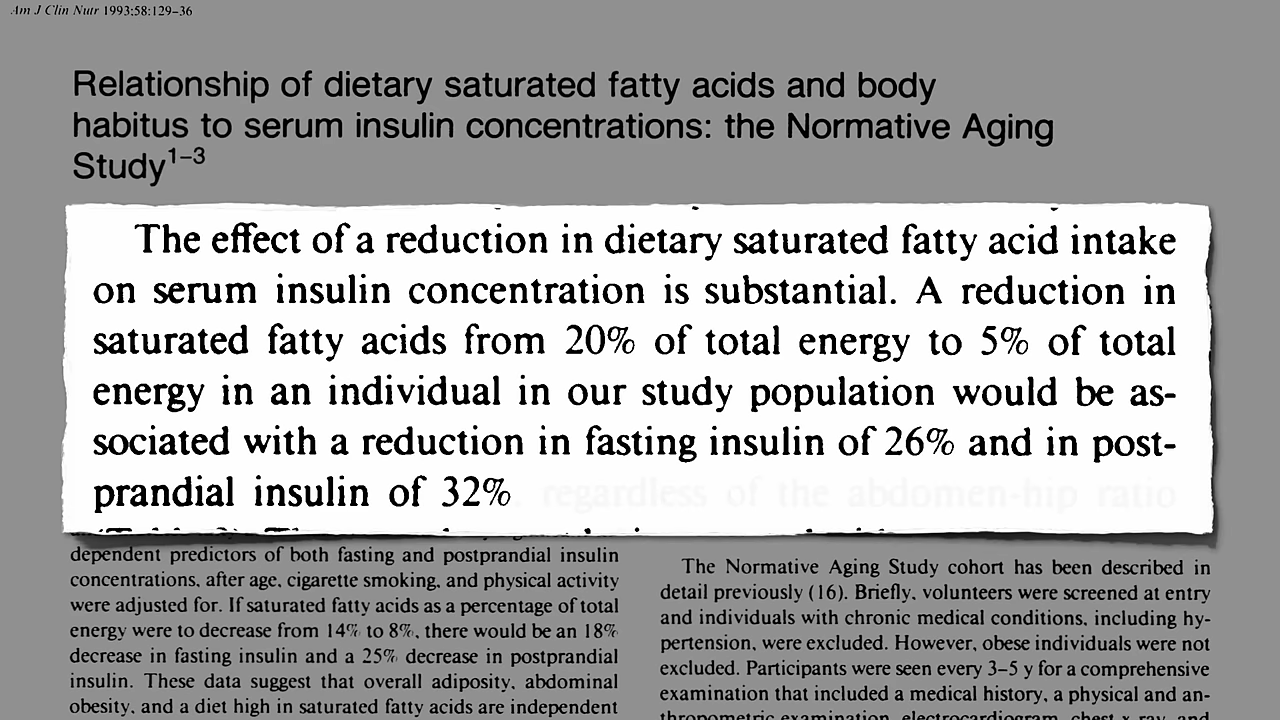 Am J Clin Nutr 1993;58:129–36
Relationship of dietary saturated fatty acids and body
habitus to serum insulin concentrations: the Normative Aging
Study1–3
The effect of a reduction in dietary saturated fatty acid intake
on serum insulin concentration is substantial. A reduction in
saturated fatty acids from 20% of total energy to 5% of total
energy in an individual in our study population would be as-
sociated with a reduction in fasting insulin of 26% and in post-
prandial insulin of 32% regardless of the abdomen-hip ratio
dependent predictors of both fasting and postprandial insulin
concentrations, after age, cigarette smoking, and physical activity
were adjusted for. If saturated fatty acids as a percentage of total
energy were to decrease from 14% to 8%, there would be an 18%
decrease in fasting insulin and a 25% decrease in postprandial
insulin. These data suggest that overall adiposity, abdominal
obesity, and a diet high in saturated fatty acids are independent
The Normative Aging Study cohort has been described in
detail previously (16). Briefly, volunteers were screened at entry
and individuals with chronic medical conditions, including hy-
pertension, were excluded. However, obese individuals were not
excluded. Participants were seen every 3–5 y for a comprehensive
examination that included a medical history, a physical and an-
thropometric examination, electrocardiogram, chest x ray, and